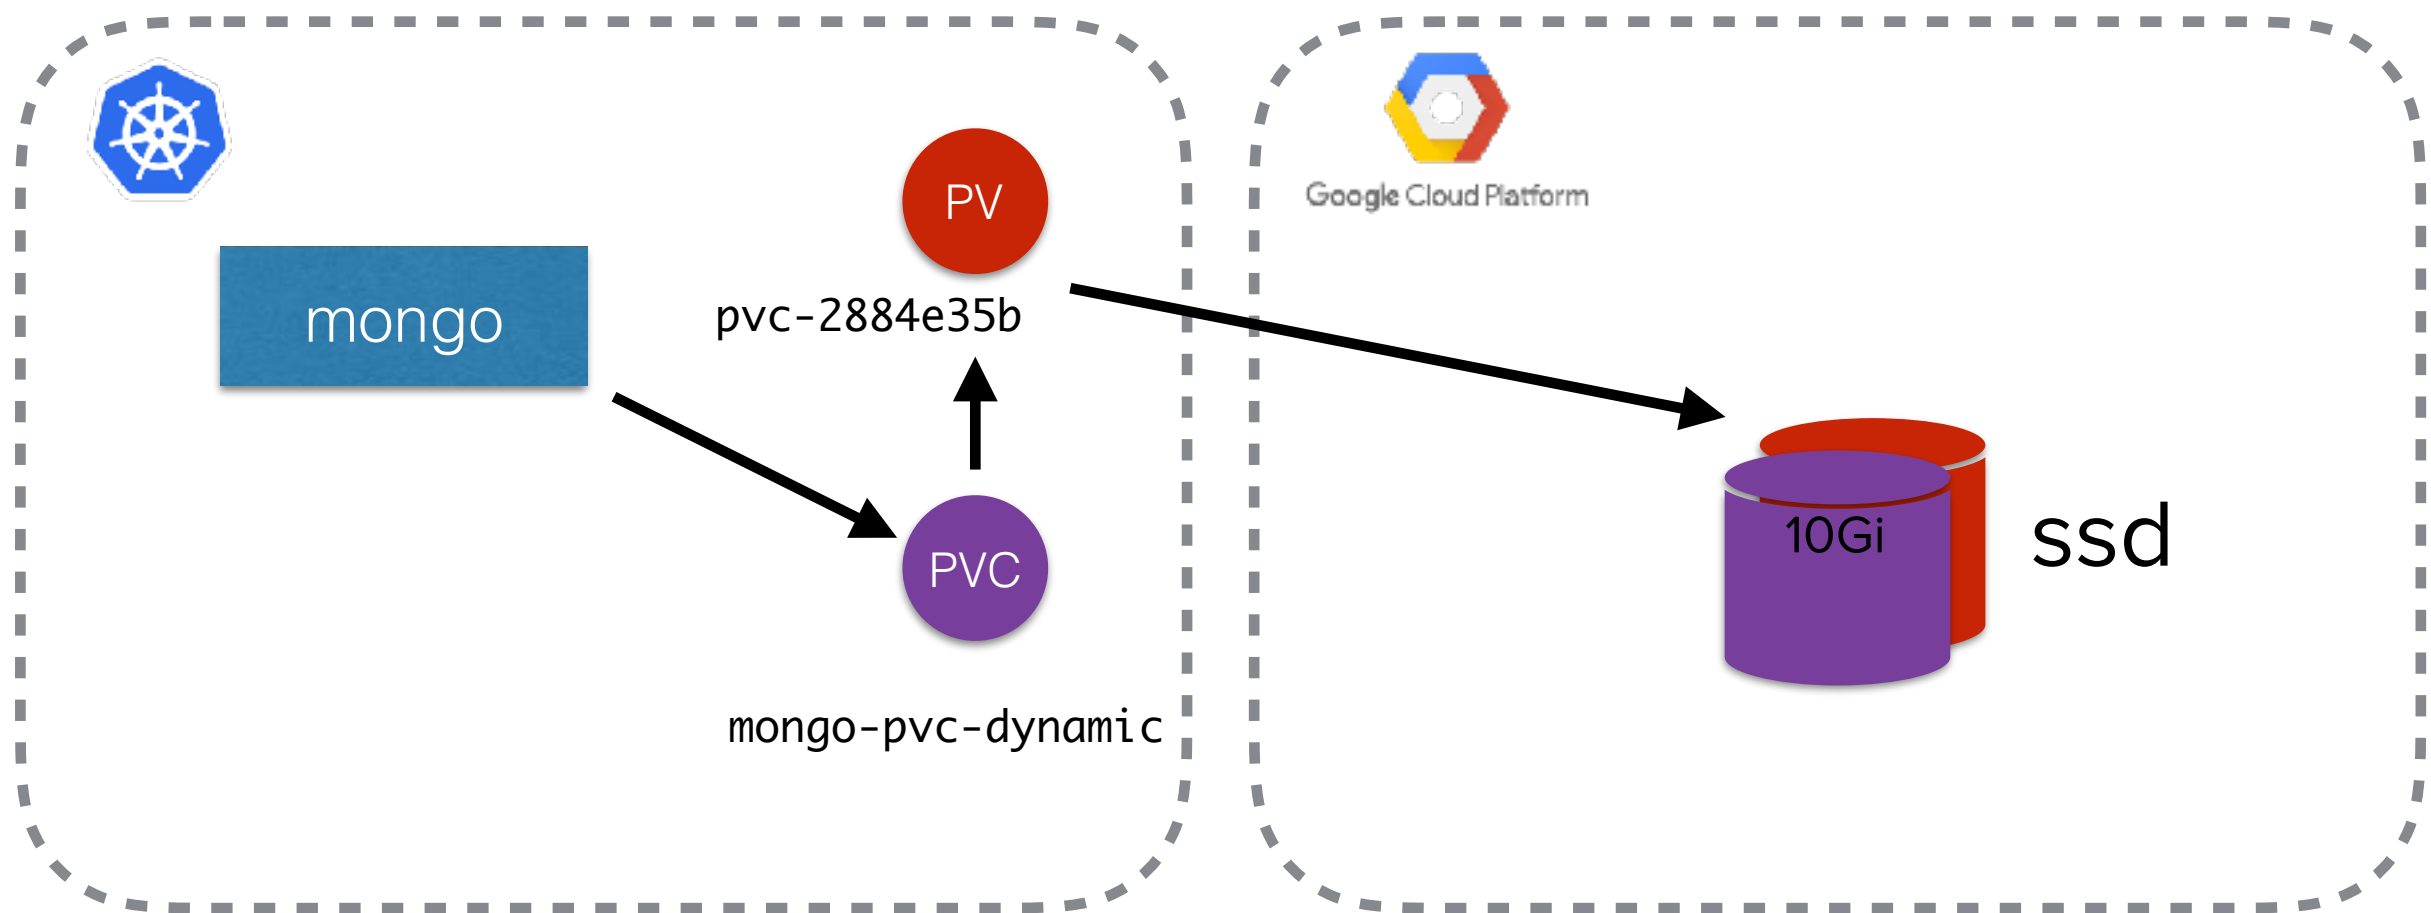 PV
Google Cloud Platform
mongo
pvc-2884e35b
10Gi
ssd
PVC
mongo-pvc-dynamic